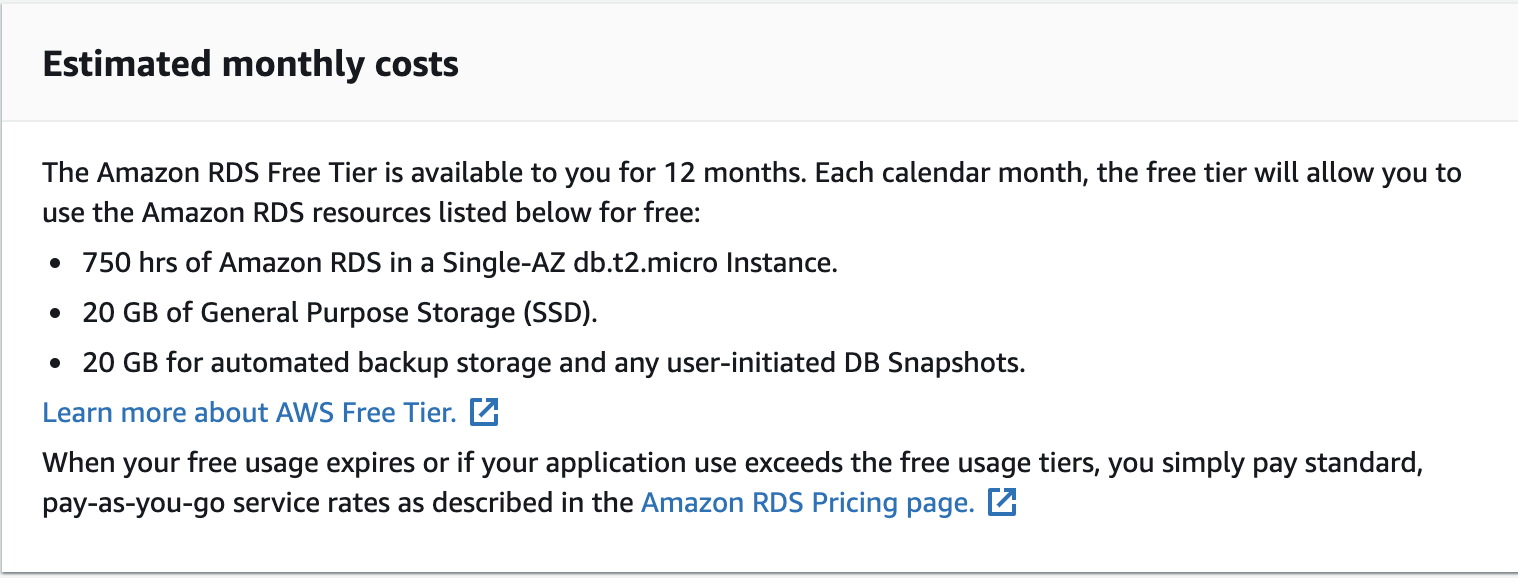 Estimated monthly costs
The Amazon RDS Free Tier is available to you for 12 months. Each calendar month, the free tier will allow you to
use the Amazon RDS resources listed below for free:
• 750 hrs of Amazon RDS in a Single-AZ db.t2.micro Instance.
• 20 GB of General Purpose Storage (SSD).
• 20 GB for automated backup storage and any user-initiated DB Snapshots.
Learn more about AWS Free Tier.
When your free usage expires or if your application use exceeds the free usage tiers, you simply pay standard,
pay-as-you-go service rates as described in the Amazon RDS Pricing page.